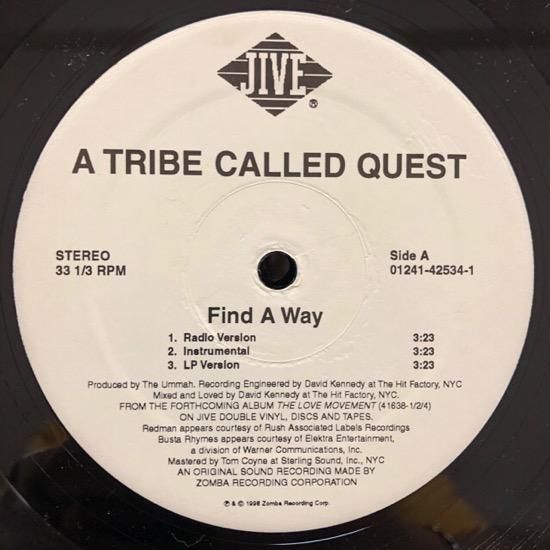 JIVE
®
A TRIBE CALLED QUEST
STEREO
33 1/3 RPM
Side A
01241-42534-1
Find A Way
1. Radio Version 3:23
2. Instrumental 3:23
3. LP Version 3:23
Produced by The Ummah. Recording Engineered by David Kennedy at The Hit Factory, NYC
Mixed and Loved by David Kennedy at The Hit Factory, NYC.
FROM THE FORTHCOMING ALBUM THE LOVE MOVEMENT (41638-1/2/4)
ON JIVE DOUBLE VINYL, DISCS AND TAPES.
Redman appears courtesy of Rush Associated Labels Recordings
Busta Rhymes appears courtesy of Elektra Entertainment,
a division of Warner Communications, Inc.
Mastered by Tom Coyne at Sterling Sound, Inc., NYC
AN ORIGINAL SOUND RECORDING MADE BY
ZOMBA RECORDING CORPORATION
℗ & © 1998 Zomba Recording Corp.